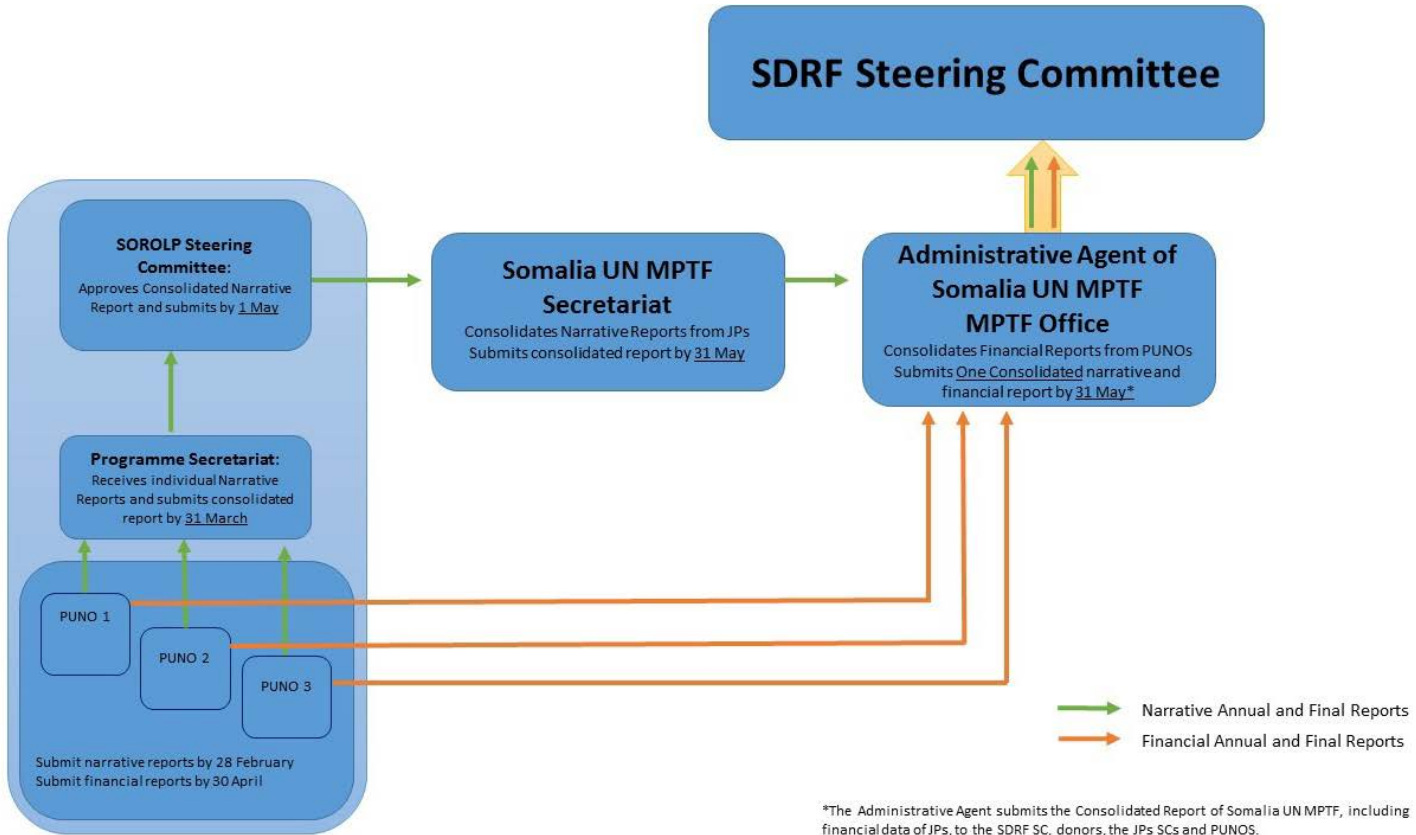 SDRF Steering Committee
SOROLP Steering
Committee:
Approves Consolidated Narrative
Report and submits by 1 May
Somalia UN MPTF
Secretariat
Consolidates Narrative Reports from JPs
Submits consolidated report by 31 May
Administrative Agent of
Somalia UN MPTF
MPTF Office
Consolidates Financial Reports from PUNOs
Submits One Consolidated narrative and
financial report by 31 May*
Programme Secretariat:
Receives individual Narrative
Reports and submits consolidated
report by 31 March
PUNO 1
PUNO 2
PUNO 3
Submit narrative reports by 28 February
Submit financial reports by 30 April
Narrative Annual and Final Reports
Financial Annual and Final Reports
*The Administrative Agent submits the Consolidated Report of Somalia UN MPTF, including
financial data of JPs, to the SDRF SC, donors, the JPs SCs and PUNOS.